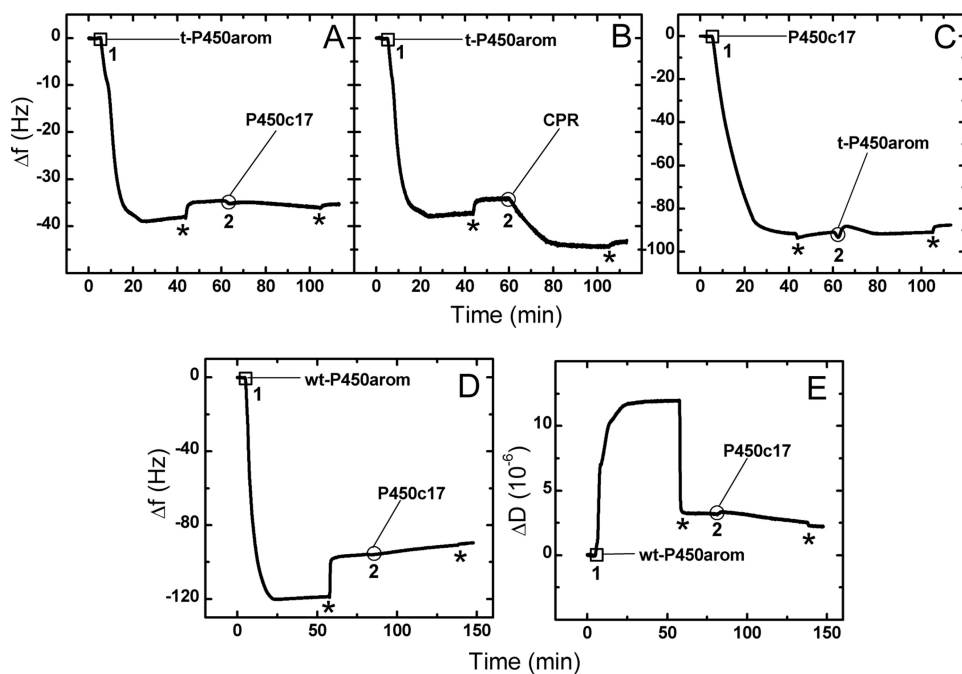 A
t-P450arom
1
P450c17
2
*
*
0
-10
-20
-30
-40
Δf (Hz)
0 20 40 60 80 100
B
t-P450arom
1
CPR
2
*
*
0 20 40 60 80 100
C
P450c17
1
t-P450arom
2
*
*
0
-20
-40
-60
-80
-100
0 20 40 60 80 100
Time (min)
D
wt-P450arom
1
P450c17
2
*
*
0
-40
-80
-120
Δf (Hz)
0 50 100 150
E
P450c17
2
*
*
1
wt-P450arom
10
5
0
ΔD (10⁻⁶)
0 50 100 150
Time (min)